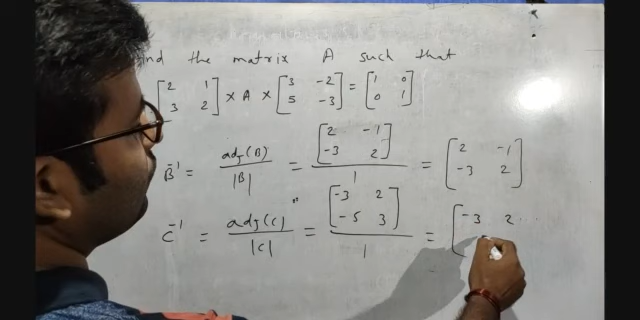 find the matrix A such that
[2 1; 3 2] × A × [3 -2; 5 -3] = [1 0; 0 1]
B⁻¹ = adj(B)/|B| = [2 -1; -3 2]/1 = [2 -1; -3 2]
C⁻¹ = adj(C)/|C| = [-3 2; -5 3]/1 = [-3 2